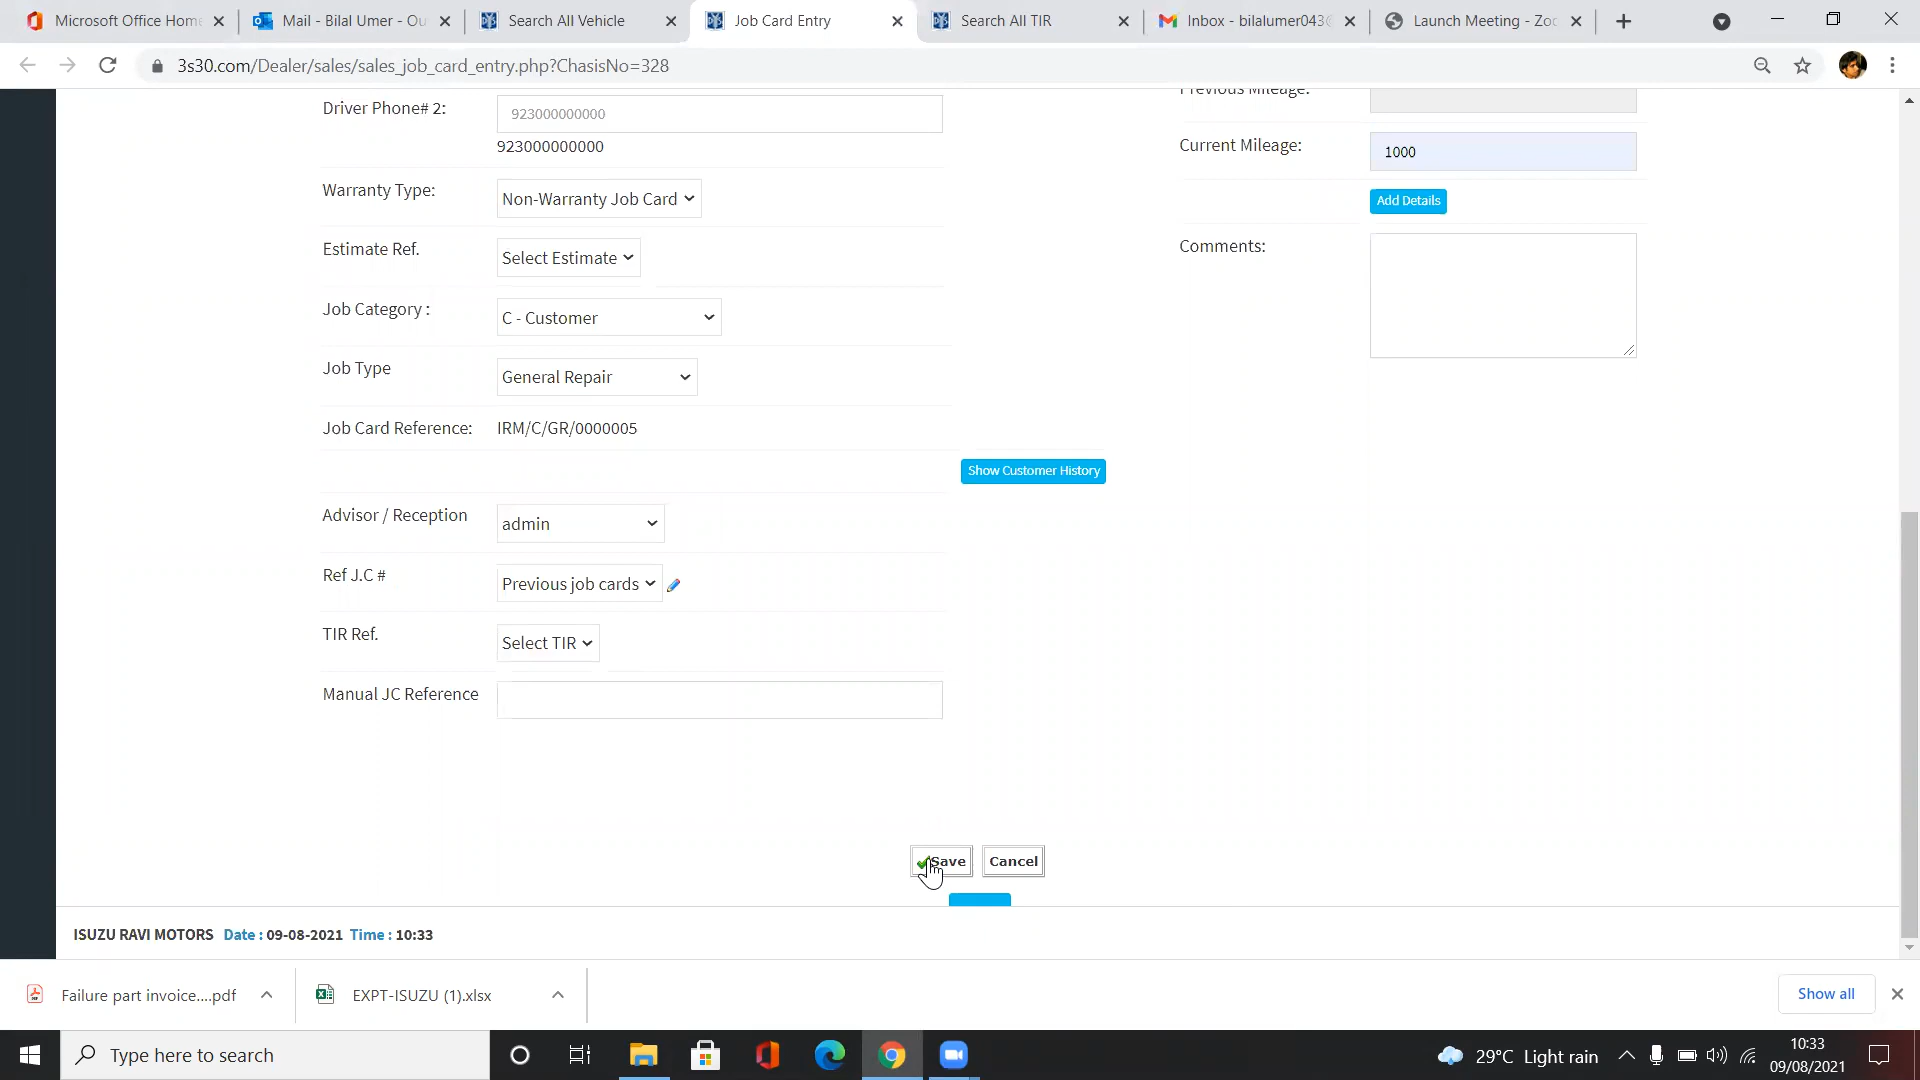 Microsoft Office Home
Mail - Bilal Umer - Ou
Search All Vehicle
Job Card Entry
Search All TIR
Inbox - bilalumer043@
Launch Meeting - Zoo
3s30.com/Dealer/sales/sales_job_card_entry.php?ChasisNo=328
Driver Phone# 2:
923000000000
923000000000
Previous Mileage:
Current Mileage:
1000
Warranty Type:
Non-Warranty Job Card
Add Details
Estimate Ref.
Select Estimate
Comments:
Job Category :
C - Customer
Job Type
General Repair
Job Card Reference:
IRM/C/GR/0000005
Show Customer History
Advisor / Reception
admin
Ref J.C #
Previous job cards
TIR Ref.
Select TIR
Manual JC Reference
Save
Cancel
ISUZU RAVI MOTORS Date : 09-08-2021 Time : 10:33
Failure part invoice....pdf
EXPT-ISUZU (1).xlsx
Show all
Type here to search
29°C Light rain
10:33
09/08/2021